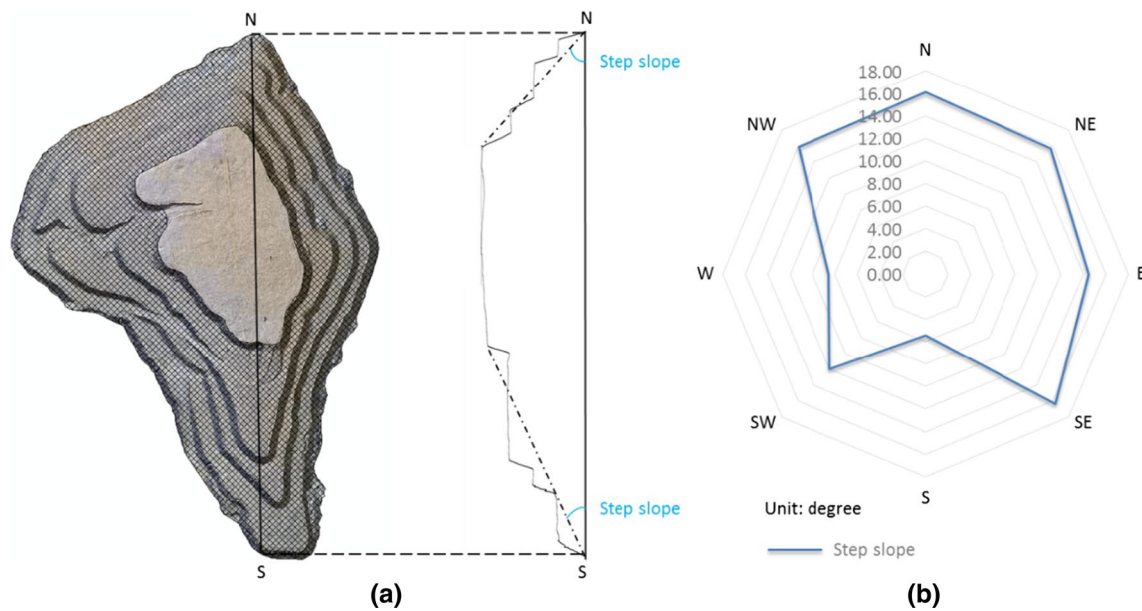 N
N
Step slope
Step slope
S
S
(a)
N
18.00
16.00
NW
NE
14.00
12.00
10.00
8.00
6.00
4.00
2.00
W
0.00
E
SW
SE
S
Unit: degree
Step slope
(b)